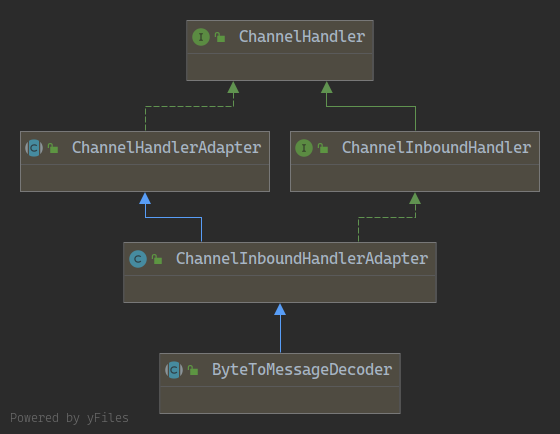 I ChannelHandler
C ChannelHandlerAdapter
I ChannelInboundHandler
C ChannelInboundHandlerAdapter
C ByteToMessageDecoder
Powered by yFiles